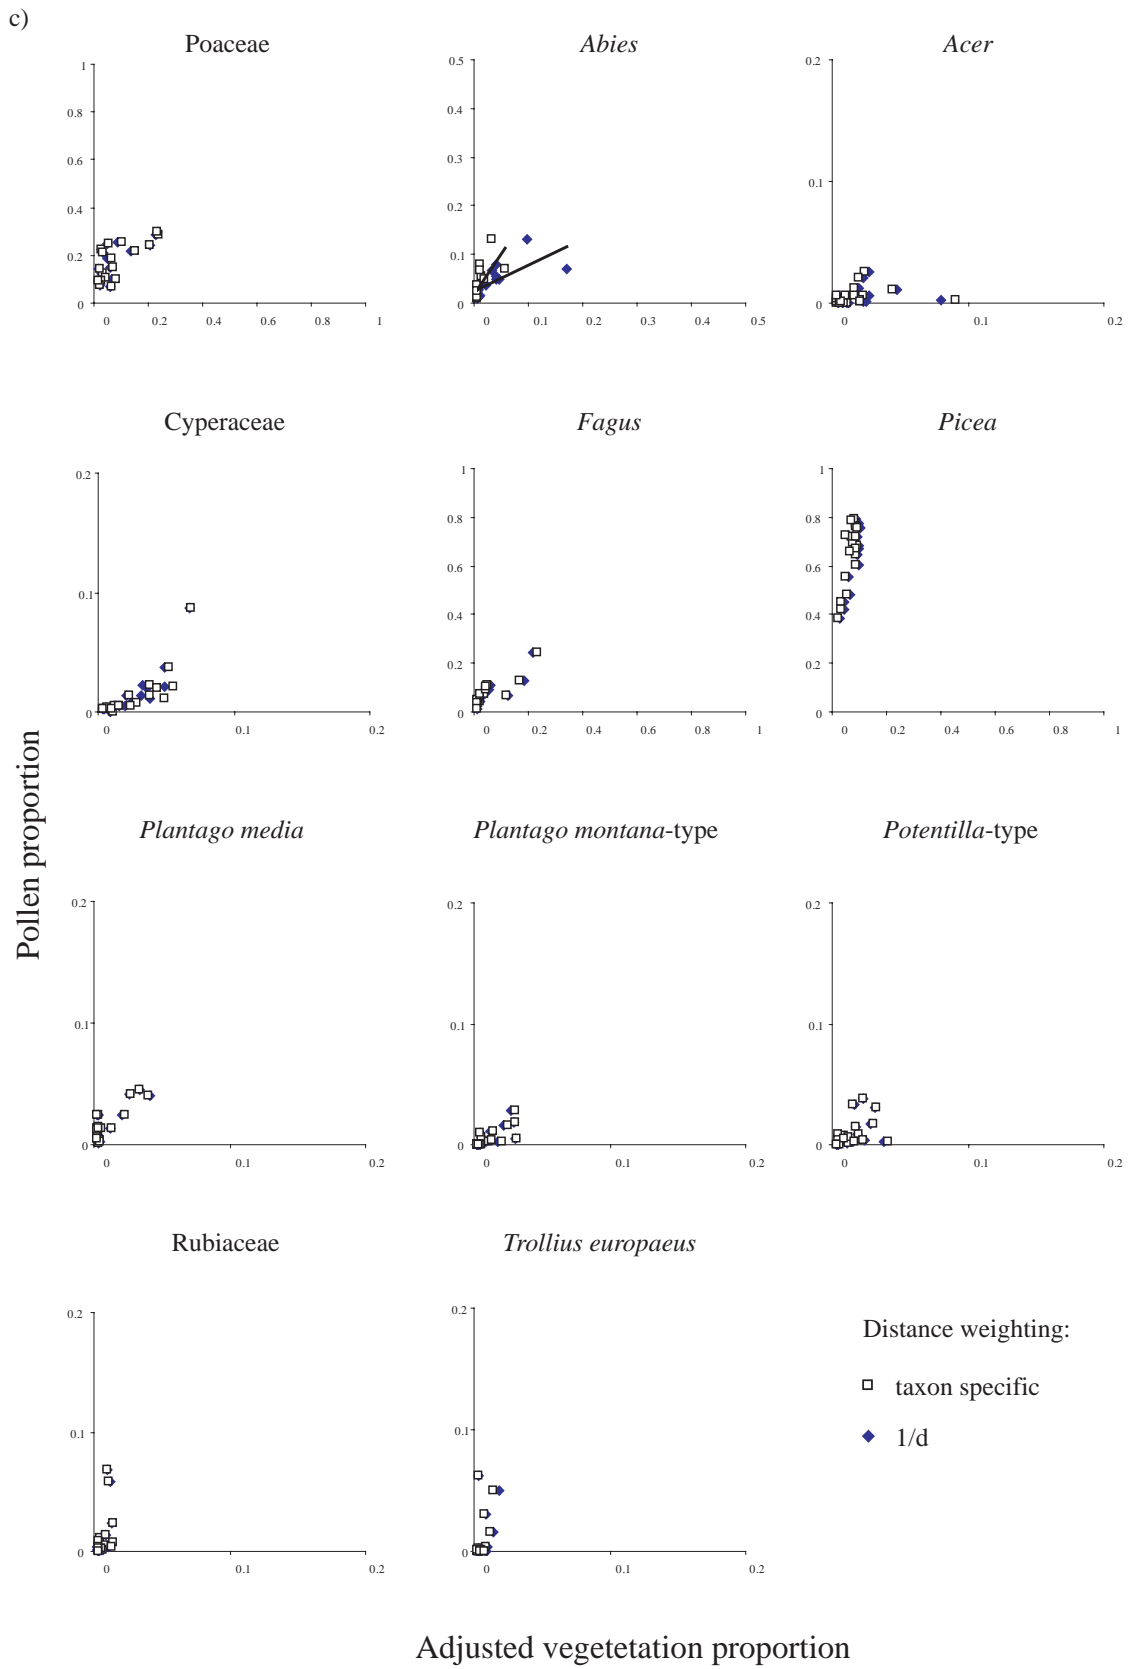 c)
Poaceae Abies Acer
1 0.5 0.2
0.8 0.4
0.6 0.3
0.1
0.4 0.2
0.2 0.1
0 0 0
0 0.2 0.4 0.6 1 0 0.1 0.2 0.2 0.5 0 0.1 0.2
Cyperaceae Fagus Picea
0.2 1 1
0.8 0.8
0.1 0.6 0.6
0.4 0.4
0.2 0.2
0 0 0
0 0.1 0.2 0 0.2 0.4 0.6 0.8 1 0 0.2 0.4 0.6 0.8 1
Pollen proportion
Plantago media Plantago montana-type Potentilla-type
0.2 0.2 0.2
0.1 0.1 0.1
0 0 0
0 0.1 0.2 0 0.1 0.2 0 0.1 0.2
Rubiaceae Trollius europaeus
0.2 0.2
0.1 0.1
0 0
0 0.1 0.2 0 0.1 0.2
Distance weighting:
taxon specific
1/d
Adjusted vegetetation proportion